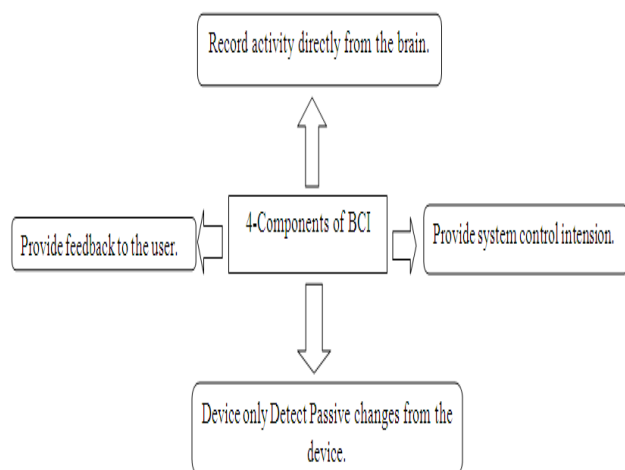 Record activity directly from the brain.
4-Components of BCI
Provide feedback to the user.
Provide system control intension.
Device only Detect Passive changes from the
device.